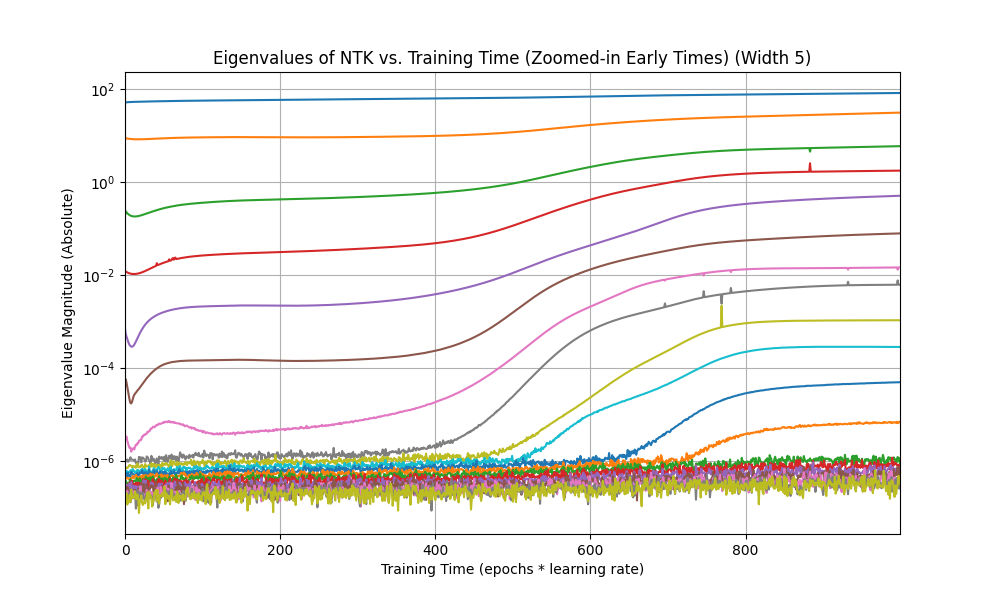 Eigenvalues of NTK vs. Training Time (Zoomed-in Early Times) (Width 5)
Eigenvalue Magnitude (Absolute)
10²
10⁰
10⁻²
10⁻⁴
10⁻⁶
0 200 400 600 800
Training Time (epochs * learning rate)